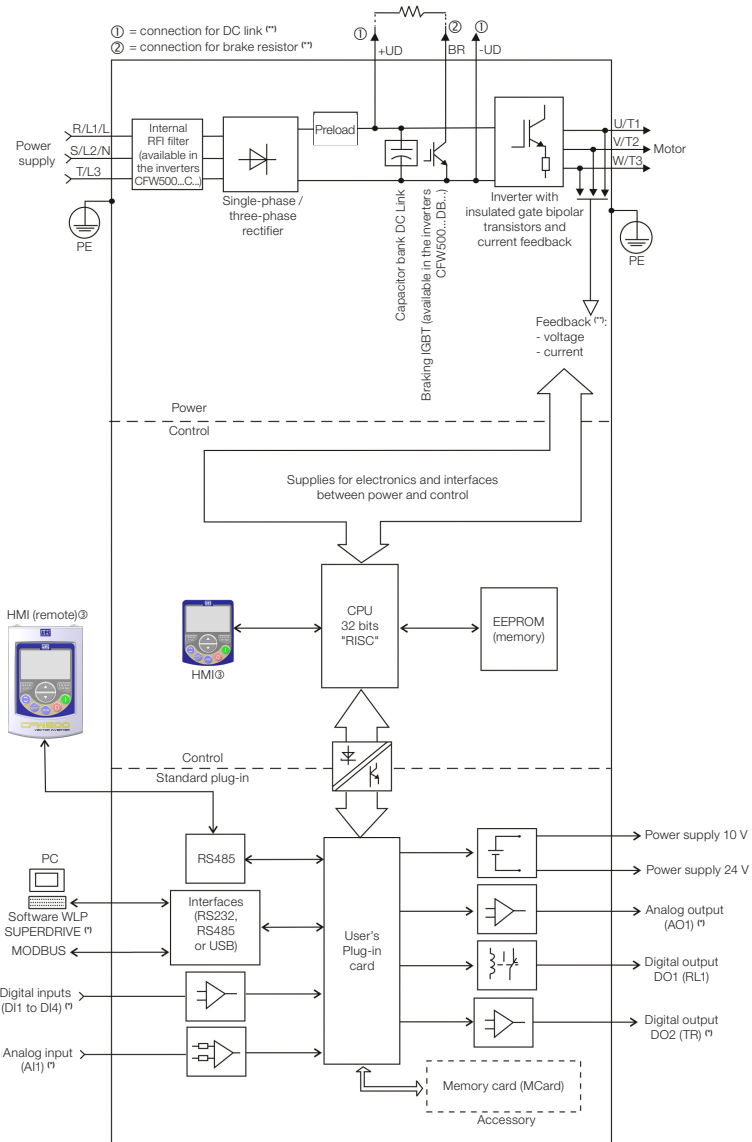 ① = connection for DC link (**)
② = connection for brake resistor (**)
① ② ①
+UD BR -UD
Power
supply
R/L1/L
S/L2/N
T/L3
PE
Internal
RFI filter
(available in
the inverters
CFW500...C...)
Single-phase /
three-phase
rectifier
Preload
Capacitor bank DC Link
Braking IGBT (available in the inverters
CFW500...DB...)
Inverter with
insulated gate bipolar
transistors and
current feedback
U/T1
V/T2
W/T3
Motor
PE
Feedback (**):
- voltage
- current
Power
Control
Supplies for electronics and interfaces
between power and control
HMI (remote)③
CFW500
VECTOR INVERTER
HMI③
CPU
32 bits
"RISC"
EEPROM
(memory)
Control
Standard plug-in
RS485
PC
Software WLP
SUPERDRIVE (*)
MODBUS
Interfaces
(RS232,
RS485
or USB)
Digital inputs
(DI1 to DI4) (*)
Analog input
(AI1) (*)
User's
Plug-in
card
Power supply 10 V
Power supply 24 V
Analog output
(AO1) (*)
Digital output
DO1 (RL1)
Digital output
DO2 (TR) (*)
Memory card (MCard)
Accessory